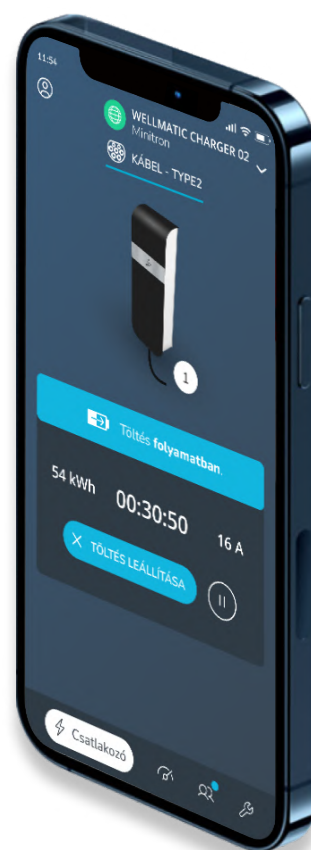 11:54
WELLMATIC CHARGER 02
Minitron
KÁBEL - TYPE2
1
Töltés folyamatban.
54 kWh
00:30:50
16 A
TÖLTÉS LEÁLLÍTÁSA
Csatlakozó